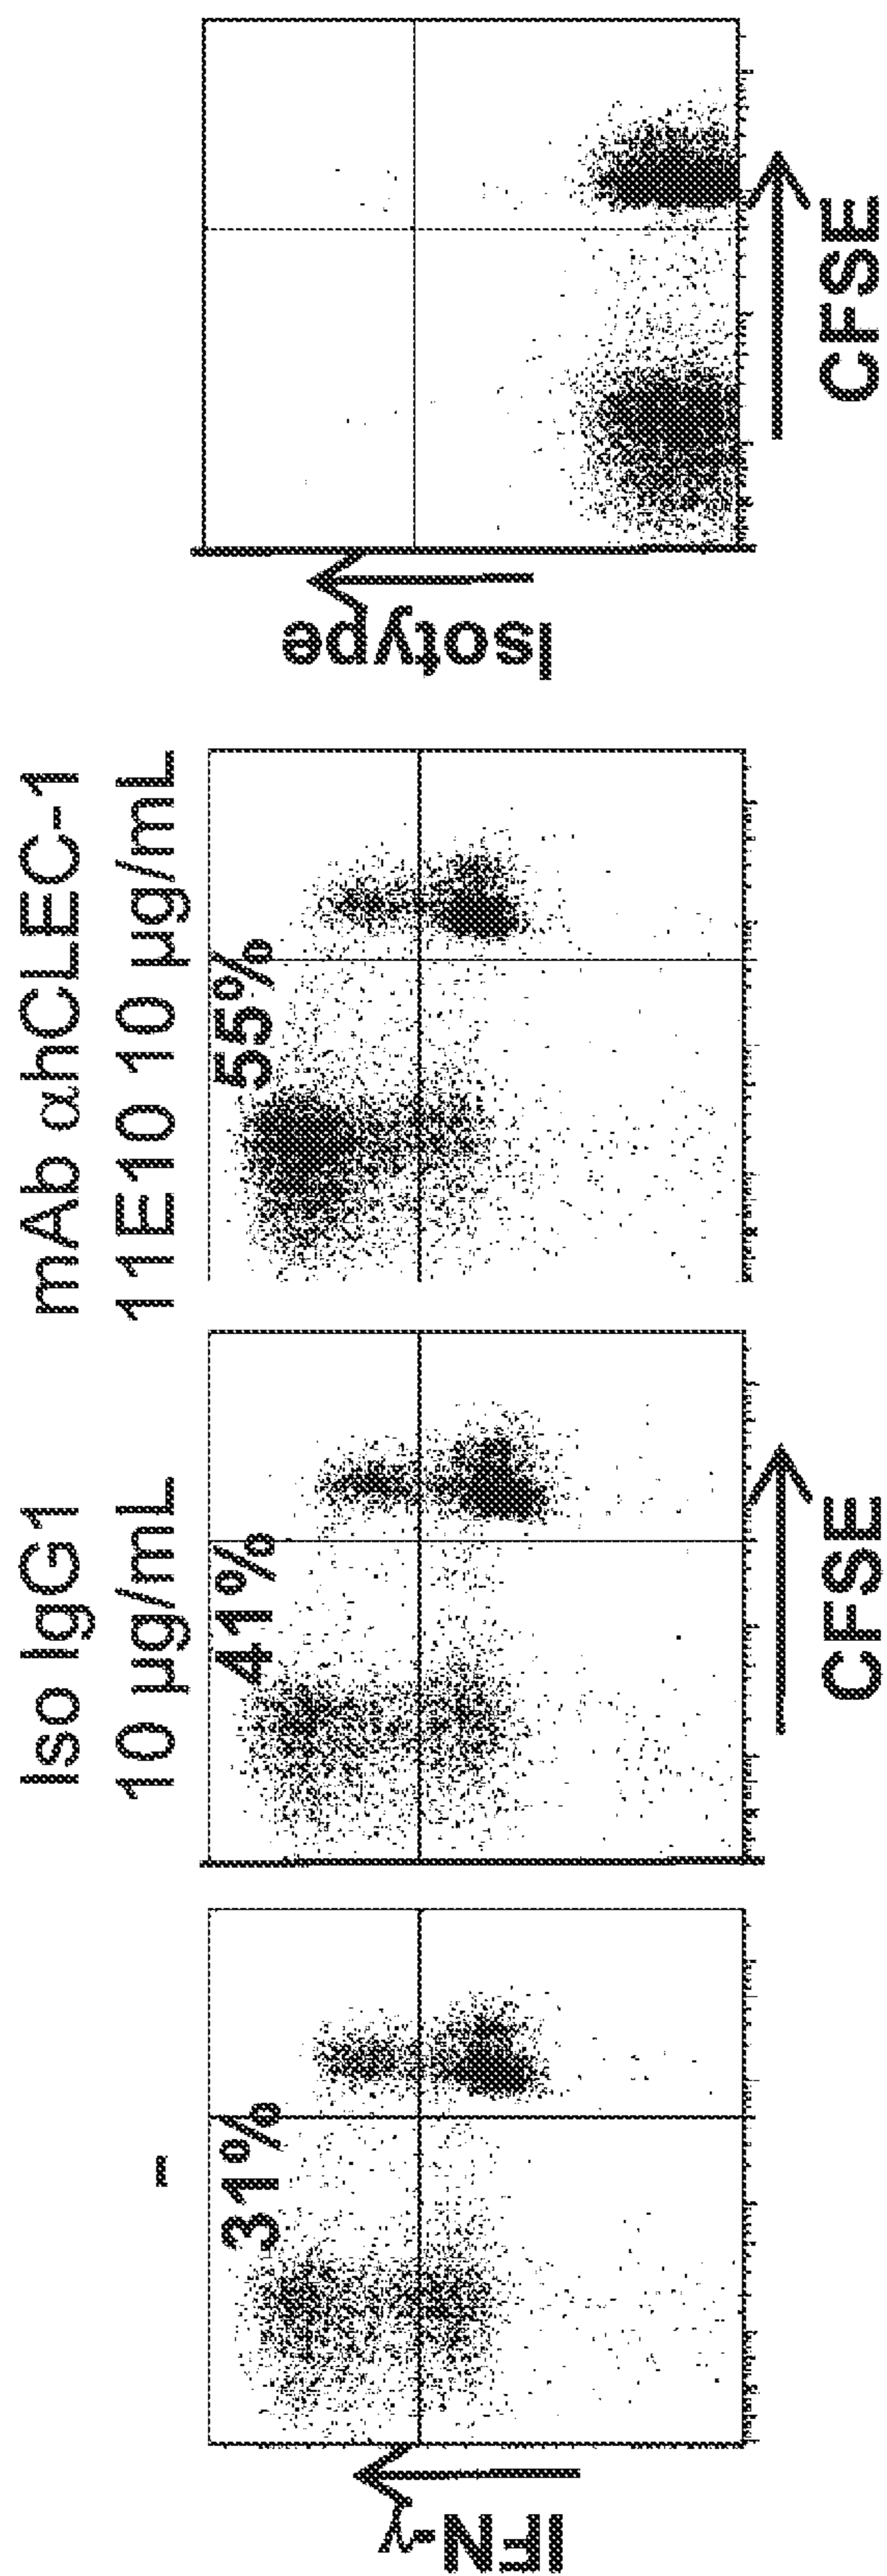 –
Iso IgG1
10 µg/mL
mAb αhCLEC-1
11E10 10 µg/mL
31%
41%
55%
IFN-γ
CFSE
Isotype
CFSE